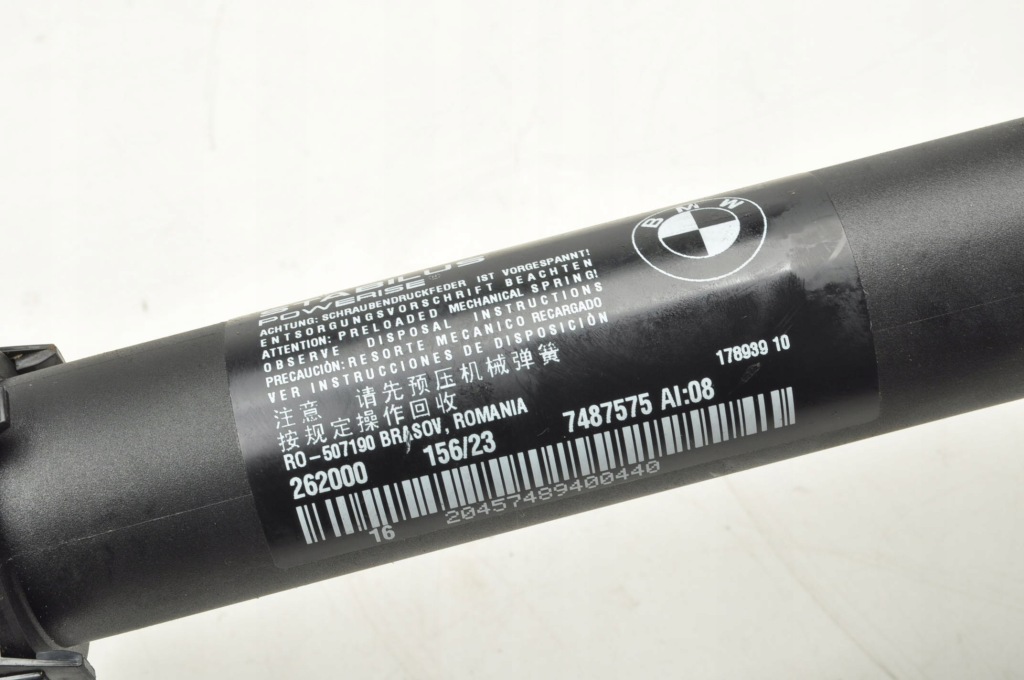 STABILUS
POWERISE
ACHTUNG: SCHRAUBENDRUCKFEDER IST VORGESPANNT!
ENTSORGUNGSVORSCHRIFT BEACHTEN
ATTENTION: PRELOADED MECHANICAL SPRING!
OBSERVE DISPOSAL INSTRUCTIONS
PRECAUCIÓN: RESORTE MECANICO RECARGADO
VER INSTRUCCIONES DE DISPOSICIÓN
注意 请先预压机械弹簧
按规定操作回收
RO-507190 BRASOV, ROMANIA
262000 156/23 7487575 AI:08
BMW
178939 10
16 20457489400440